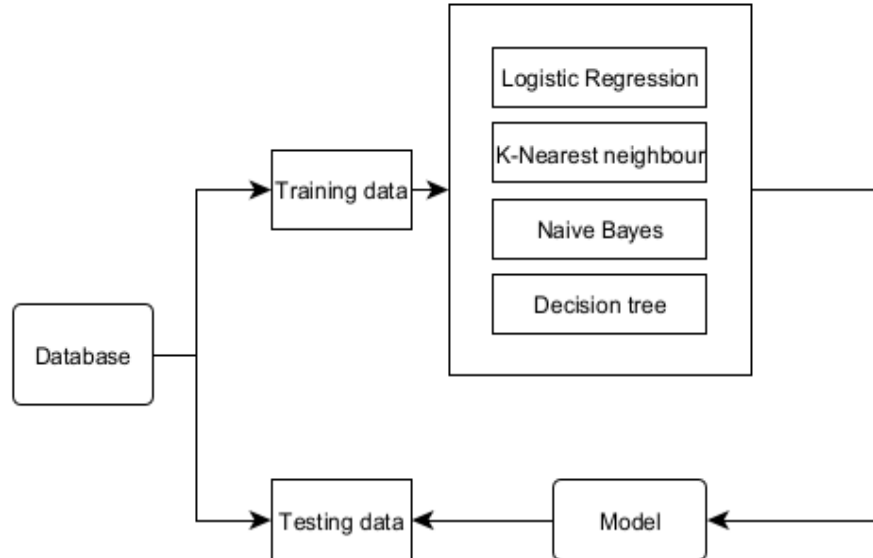 Logistic Regression
K-Nearest neighbour
Training data
Naive Bayes
Decision tree
Database
Testing data
Model